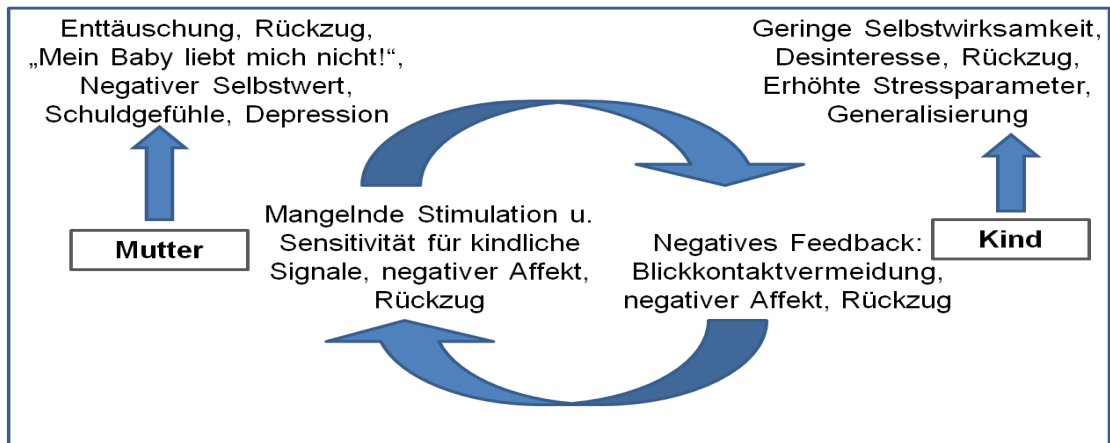 Enttäuschung, Rückzug,
„Mein Baby liebt mich nicht!“,
Negativer Selbstwert,
Schuldgefühle, Depression
Geringe Selbstwirksamkeit,
Desinteresse, Rückzug,
Erhöhte Stressparameter,
Generalisierung
Mutter
Mangelnde Stimulation u.
Sensitivität für kindliche
Signale, negativer Affekt,
Rückzug
Negatives Feedback:
Blickkontaktvermeidung,
negativer Affekt, Rückzug
Kind